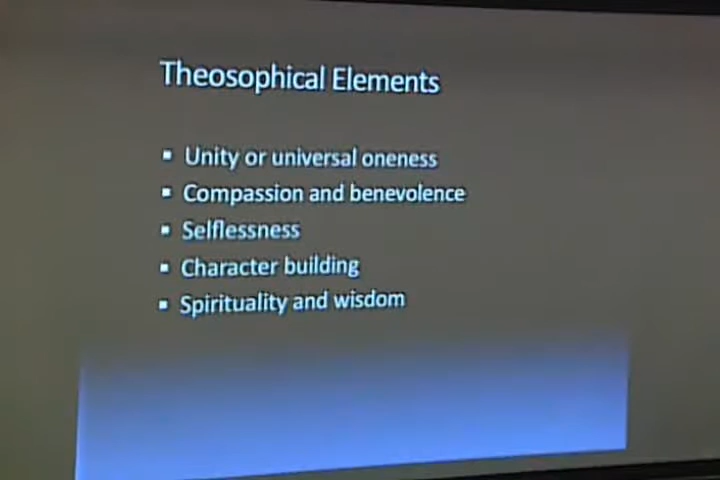 Theosophical Elements
▪ Unity or universal oneness
▪ Compassion and benevolence
▪ Selflessness
▪ Character building
▪ Spirituality and wisdom